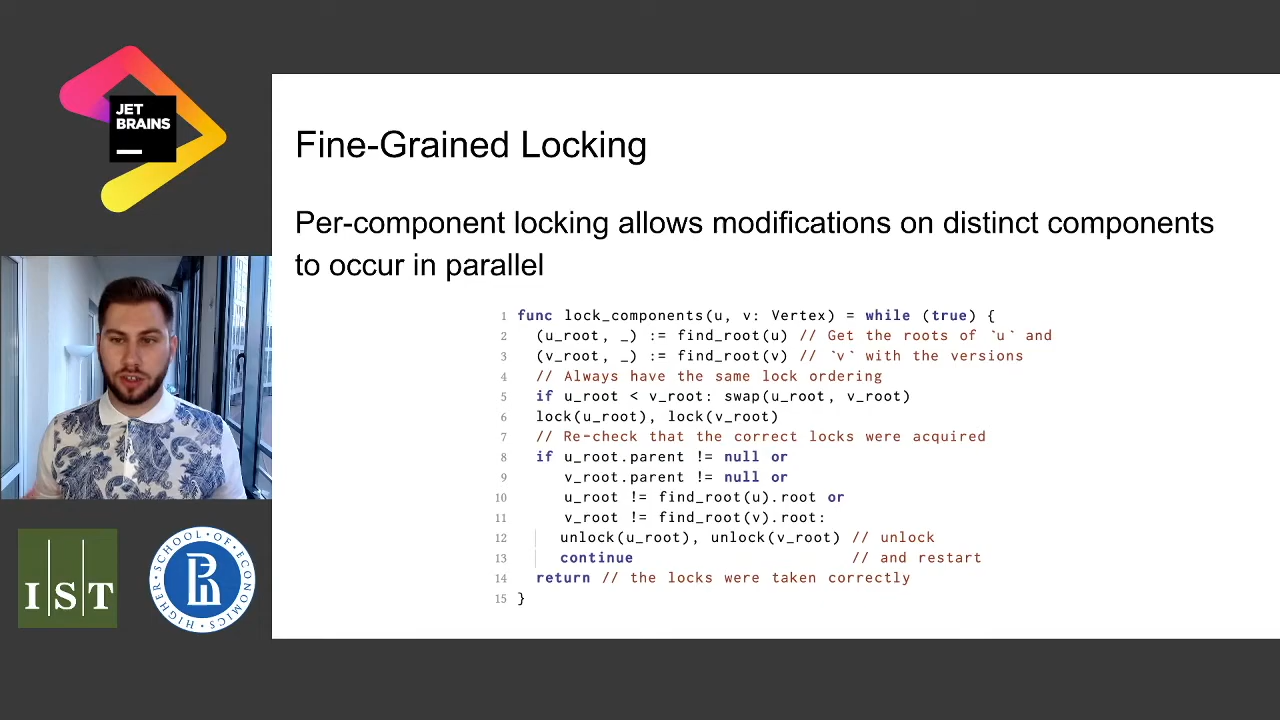 JET
BRAINS
Fine-Grained Locking
Per-component locking allows modifications on distinct components
to occur in parallel
1 func lock_components(u, v: Vertex) = while (true) {
2 (u_root, _) := find_root(u) // Get the roots of `u` and
3 (v_root, _) := find_root(v) // `v` with the versions
4 // Always have the same lock ordering
5 if u_root < v_root: swap(u_root, v_root)
6 lock(u_root), lock(v_root)
7 // Re-check that the correct locks were acquired
8 if u_root.parent != null or
9 v_root.parent != null or
10 u_root != find_root(u).root or
11 v_root != find_root(v).root:
12 unlock(u_root), unlock(v_root) // unlock
13 continue // and restart
14 return // the locks were taken correctly
15 }
IST
HIGHER SCHOOL OF ECONOMICS